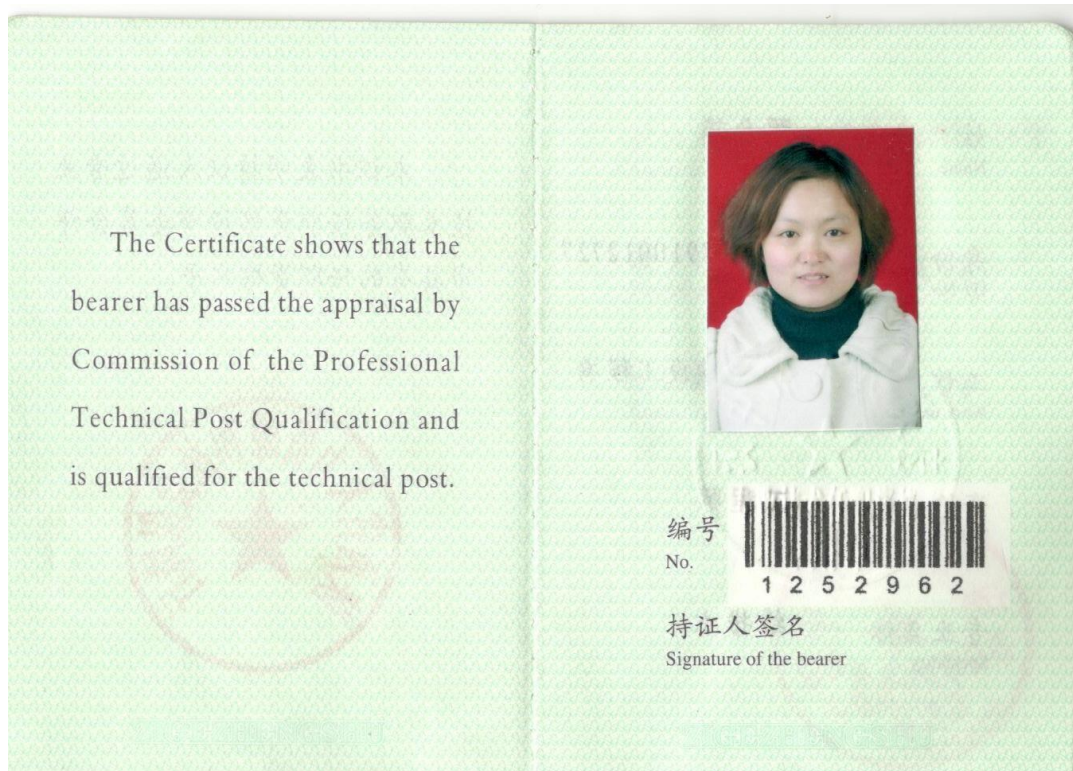 The Certificate shows that the
bearer has passed the appraisal by
Commission of the Professional
Technical Post Qualification and
is qualified for the technical post.
编号
No.
1252962
持证人签名
Signature of the bearer